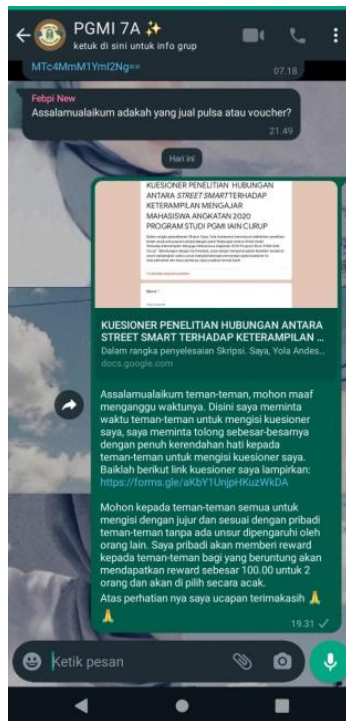 PGMI 7A ✨
ketuk di sini untuk info grup
MTc4MmM1YmI2Ng==
07.18
Febpi New
Assalamualaikum adakah yang jual pulsa atau voucher?
21.49
Hari ini
KUESIONER PENELITIAN HUBUNGAN
ANTARA STREET SMART TERHADAP
KETERAMPILAN MENGAJAR
MAHASISWA ANGKATAN 2020
PROGRAM STUDI PGMI IAIN CURUP
KUESIONER PENELITIAN HUBUNGAN ANTARA
STREET SMART TERHADAP KETERAMPILAN ...
Dalam rangka penyelesaian Skripsi. Saya, Yola Andes...
docs.google.com
Assalamualaikum teman-teman, mohon maaf
menganggu waktunya. Disini saya meminta
waktu teman-teman untuk mengisi kuesioner
saya, saya meminta tolong sebesar-besarnya
dengan penuh kerendahan hati kepada
teman-teman untuk mengisi kuesioner saya.
Baiklah berikut link kuesioner saya lampirkan:
https://forms.gle/aKbY1UnjpHKuzWkDA
Mohon kepada teman-teman semua untuk
mengisi dengan jujur dan sesuai dengan pribadi
teman-teman tanpa ada unsur dipengaruhi oleh
orang lain. Saya pribadi akan memberi reward
kepada teman-teman bagi yang beruntung akan
mendapatkan reward sebesar 100.00 untuk 2
orang dan akan di pilih secara acak.
Atas perhatian nya saya ucapan terimakasih 🙏
🙏
19.31
Ketik pesan